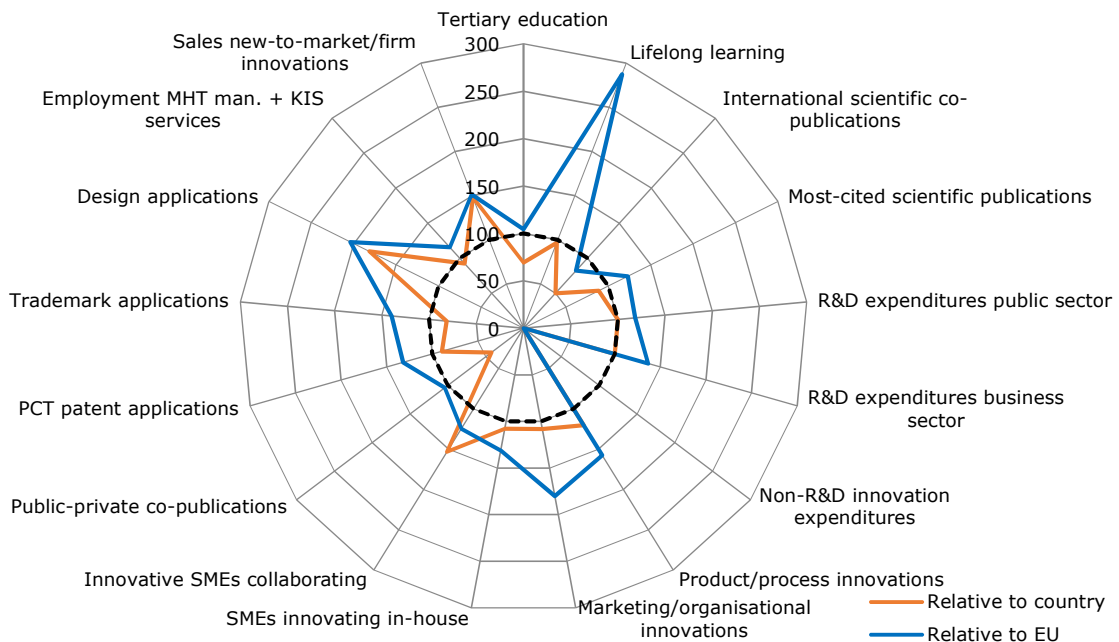 Tertiary education
Sales new-to-market/firm
innovations
Lifelong learning
Employment MHT man. + KIS
services
International scientific co-
publications
Design applications
Most-cited scientific publications
Trademark applications
R&D expenditures public sector
PCT patent applications
R&D expenditures business
sector
Public-private co-publications
Non-R&D innovation
expenditures
Innovative SMEs collaborating
Product/process innovations
SMEs innovating in-house
Marketing/organisational
innovations
300
250
200
150
100
50
0
Relative to country
Relative to EU